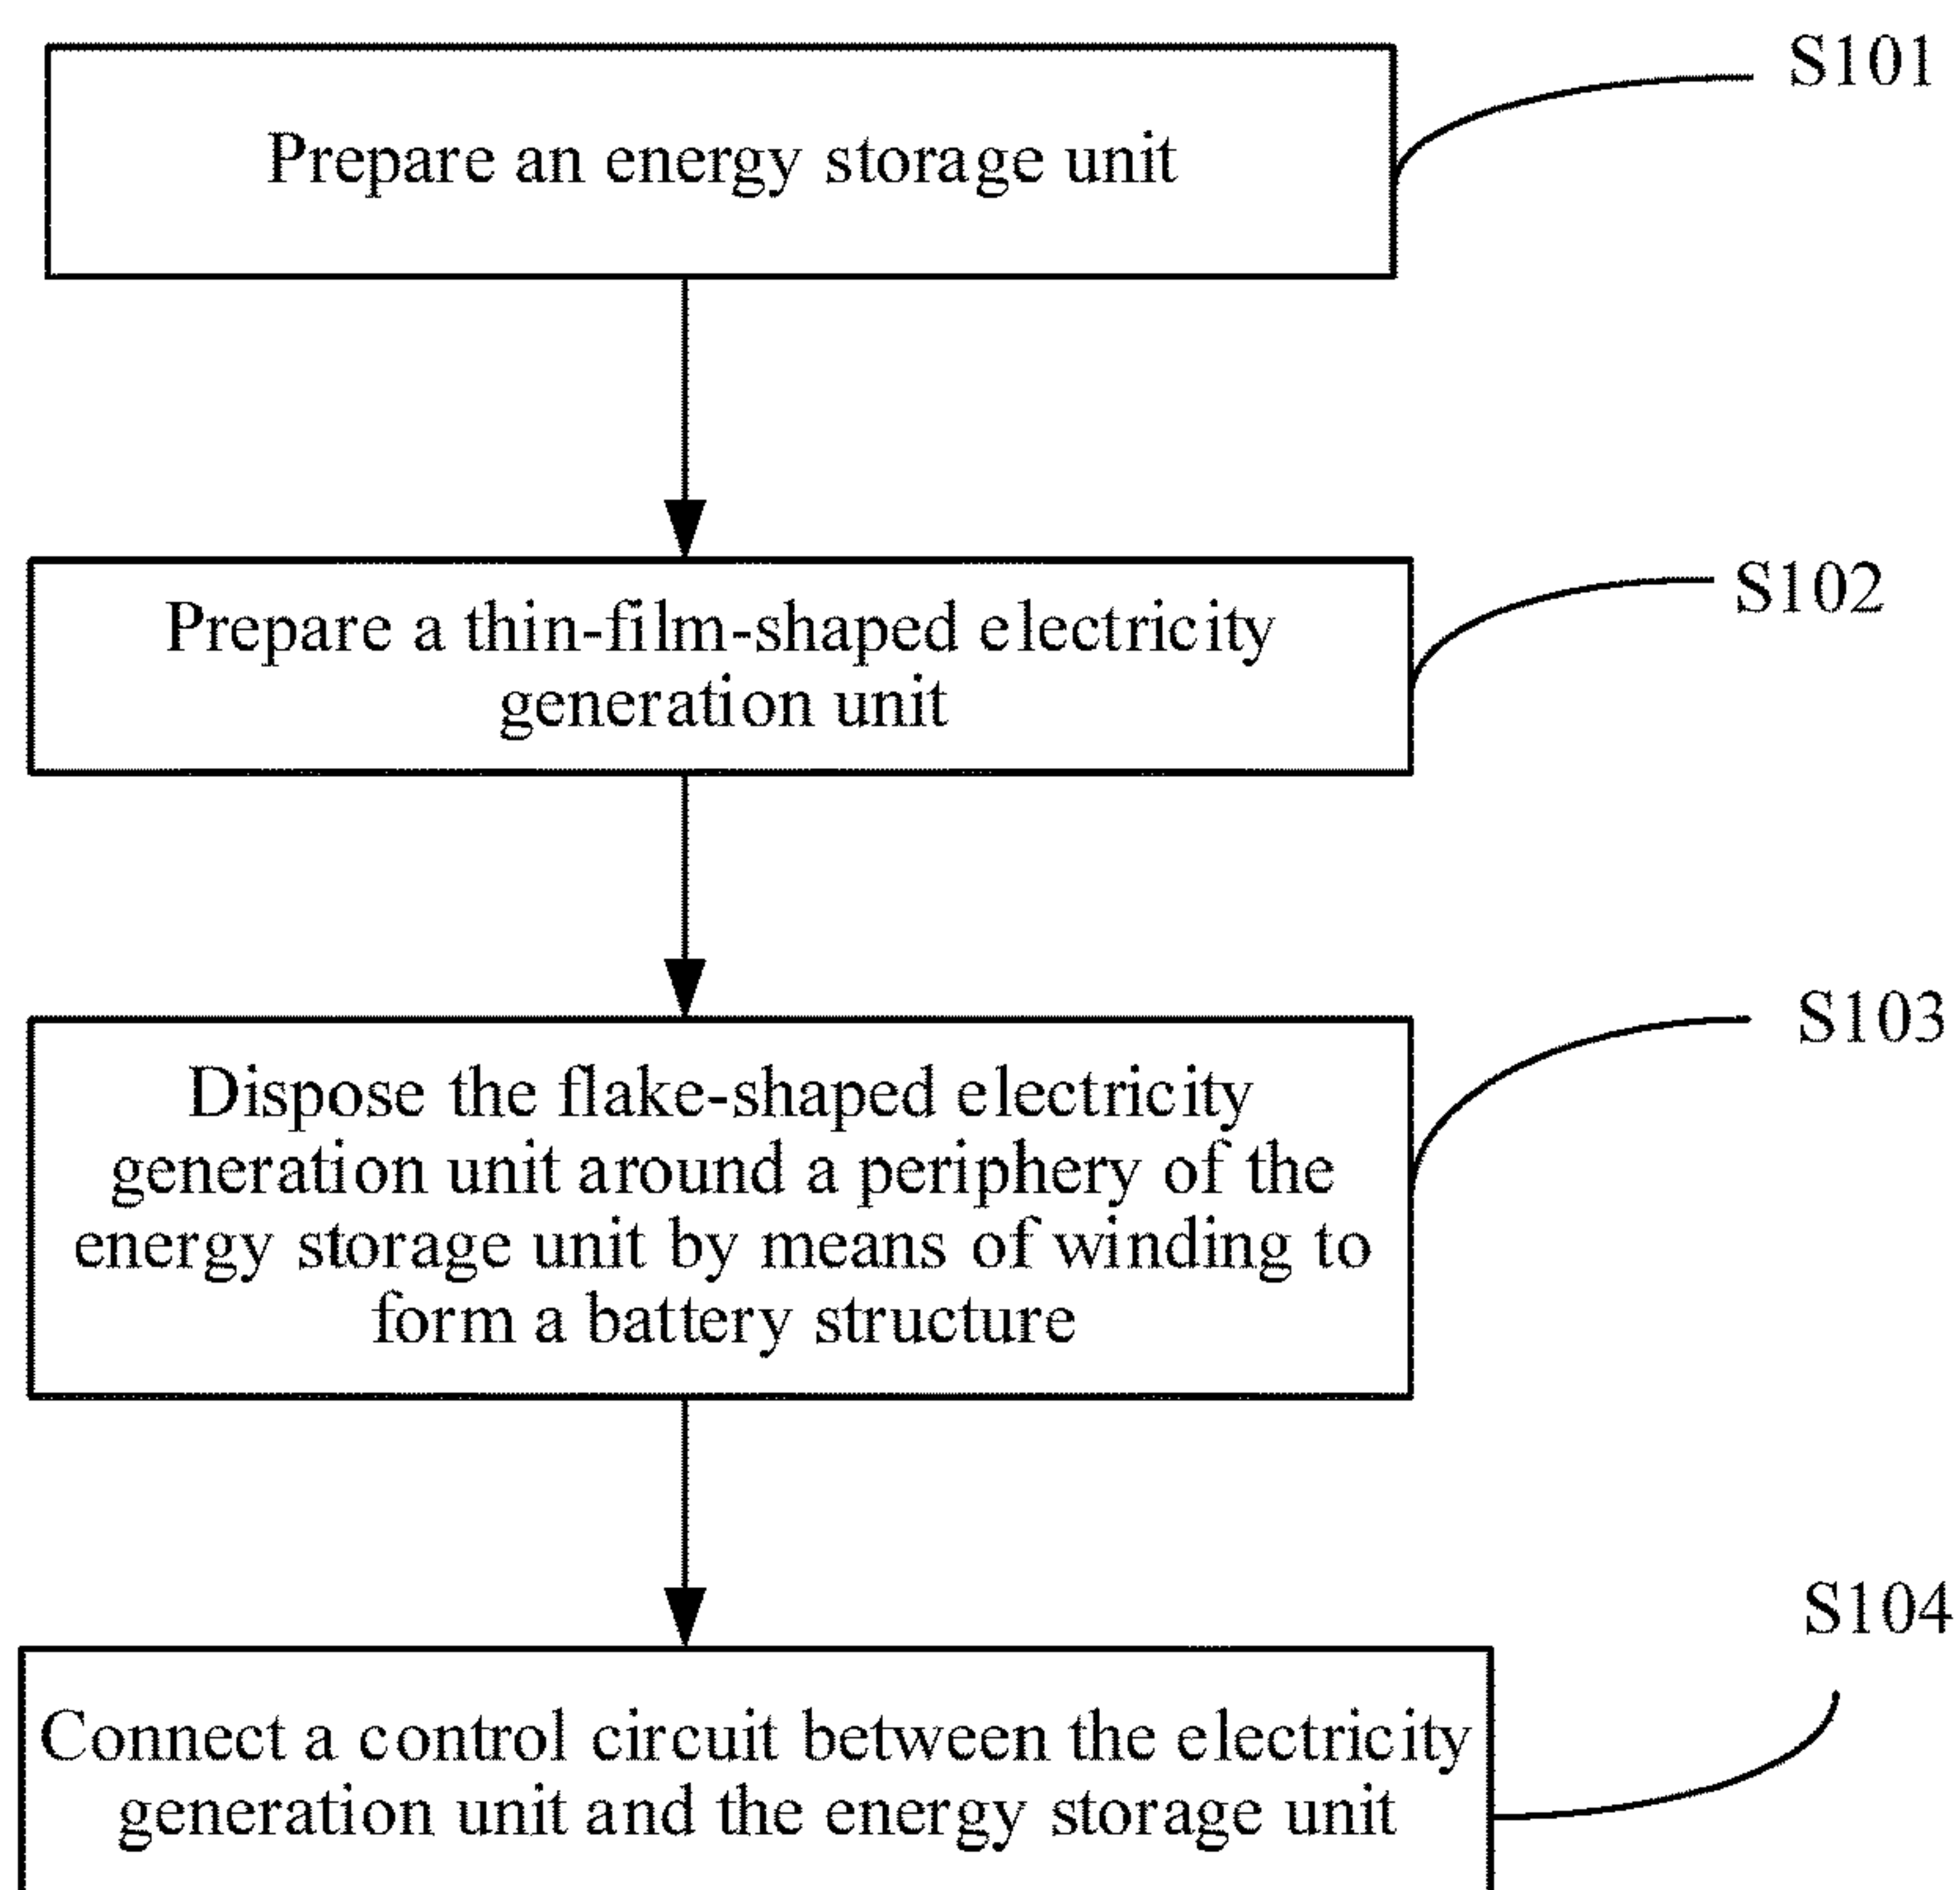 S101
Prepare an energy storage unit
S102
Prepare a thin-film-shaped electricity
generation unit
S103
Dispose the flake-shaped electricity
generation unit around a periphery of the
energy storage unit by means of winding to
form a battery structure
S104
Connect a control circuit between the electricity
generation unit and the energy storage unit